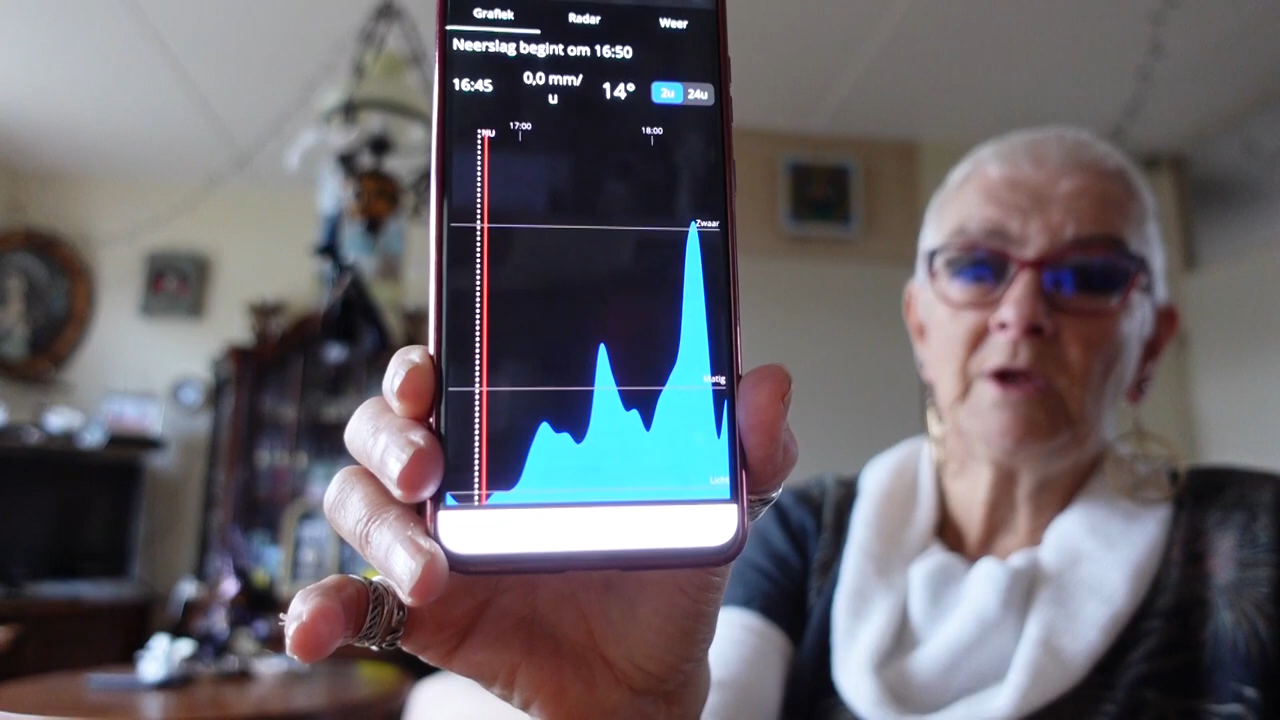 Grafiek Radar Weer
Neerslag begint om 16:50
16:45 0,0 mm/ 14° 2u 24u
u
NU 17:00 18:00
Zwaar
Matig
Licht